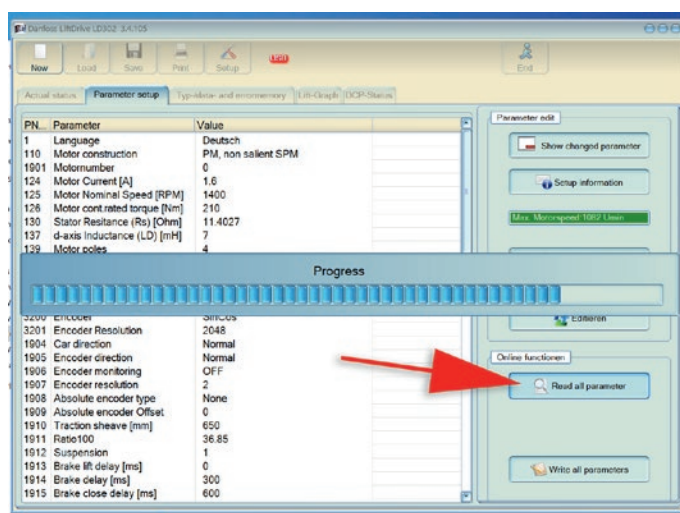 Danfoss LiftDrive LD302 3.4.105
Now Load Save Print Setup End
Actual status Parameter setup Typ-/data- and errormemory Lift-Graph DCP-Status
PN... Parameter Value
1 Language Deutsch
110 Motor construction PM, non salient SPM
1901 Motornumber 0
124 Motor Current [A] 1.6
125 Motor Nominal Speed [RPM] 1400
126 Motor cont.rated torque [Nm] 210
130 Stator Resitance (Rs) [Ohm] 11.4027
137 d-axis Inductance (LD) [mH] 7
139 Motor poles 4
Progress
3200 Encoder SinCos
3201 Encoder Resolution 2048
1904 Car direction Normal
1905 Encoder direction Normal
1906 Encoder monitoring OFF
1907 Encoder resolution 2
1908 Absolute encoder type None
1909 Absolute encoder Offset 0
1910 Traction sheave [mm] 650
1911 Ratio100 36.85
1912 Suspension 1
1913 Brake lift delay [ms] 0
1914 Brake delay [ms] 300
1915 Brake close delay [ms] 600
Parameter edit
Show changed parameter
Setup information
Max. Motorspeed 1082 U/min
Editieren
Online functionen
Read all parameter
Write all parameters